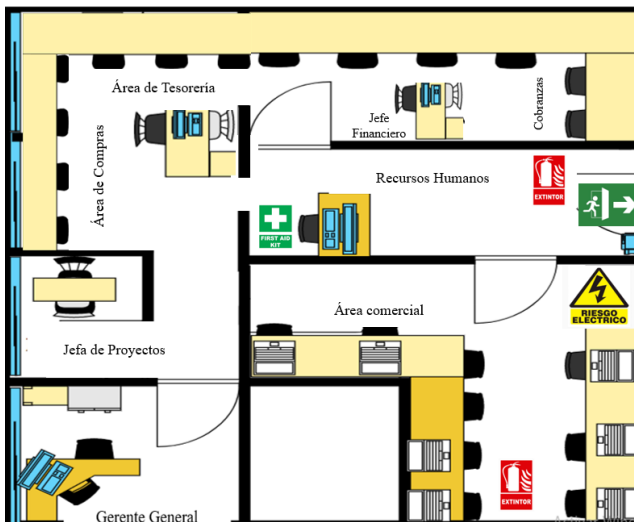 Área de Tesorería
Jefe
Financiero
Cobranzas
Área de Compras
Recursos Humanos
EXTINTOR
FIRST AID
KIT
Área comercial
RIESGO
ELÉCTRICO
Jefa de Proyectos
EXTINTOR
Gerente General